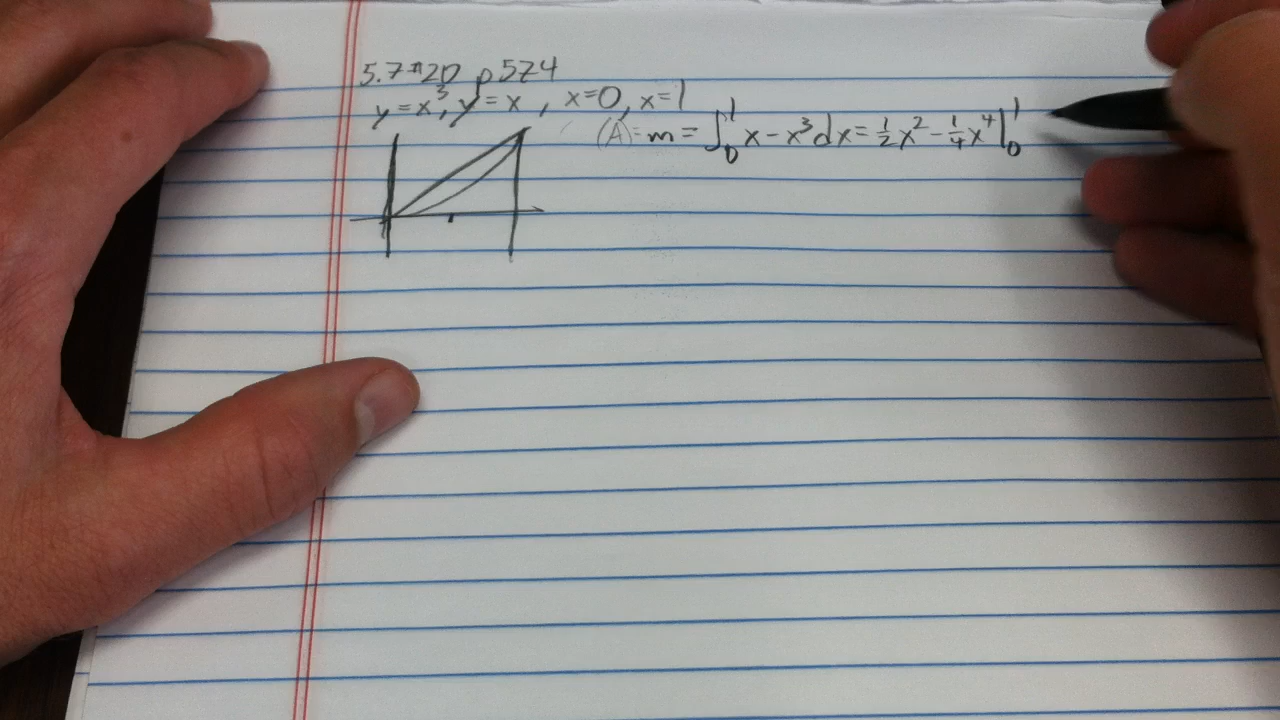 5.7 #20 p574
y=x³, y=x , x=0, x=1
(A)=m = ∫₀¹ x - x³ dx = ½x² - ¼x⁴ |₀¹